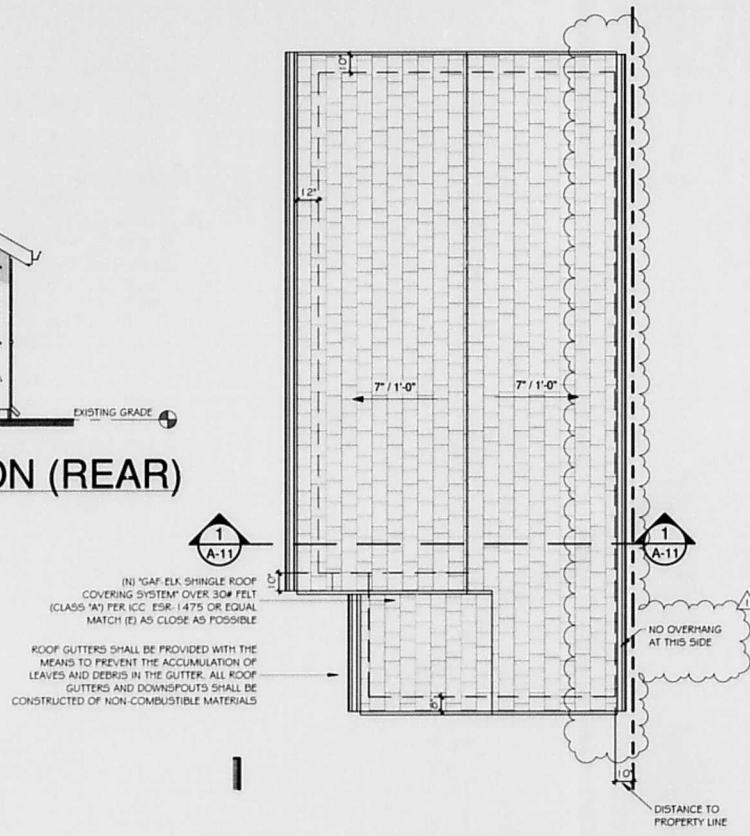 10"
12"
7" / 1'-0"
7" / 1'-0"
EXISTING GRADE
ON (REAR)
1
A-11
1
A-11
10"
(N) "GAF-ELK SHINGLE ROOF
COVERING SYSTEM" OVER 30# FELT
(CLASS "A") PER ICC ESR-1475 OR EQUAL
MATCH (E) AS CLOSE AS POSSIBLE
1
NO OVERHANG
AT THIS SIDE
ROOF GUTTERS SHALL BE PROVIDED WITH THE
MEANS TO PREVENT THE ACCUMULATION OF
LEAVES AND DEBRIS IN THE GUTTER. ALL ROOF
GUTTERS AND DOWNSPOUTS SHALL BE
CONSTRUCTED OF NON-COMBUSTIBLE MATERIALS
8"
10"
DISTANCE TO
PROPERTY LINE